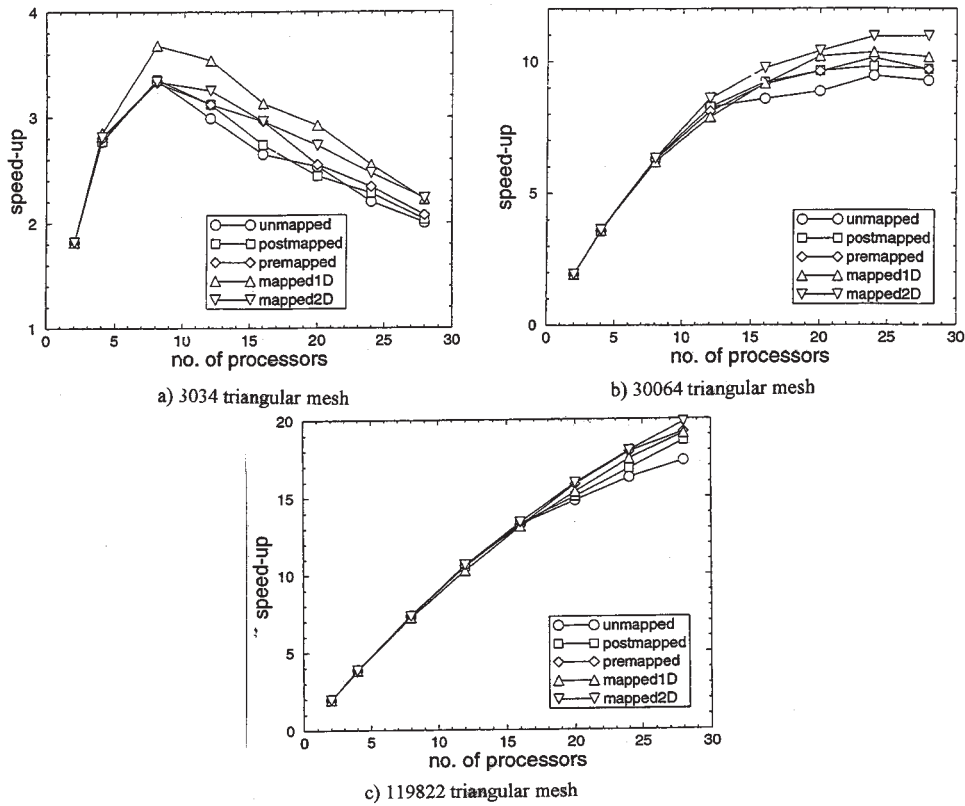 4
3
2
1
speed-up
0
5
10
15
20
25
30
no. of processors
unmapped
postmapped
premapped
mapped1D
mapped2D
a) 3034 triangular mesh
10
5
0
speed-up
0
5
10
15
20
25
30
no. of processors
unmapped
postmapped
premapped
mapped1D
mapped2D
b) 30064 triangular mesh
20
15
10
5
0
speed-up
0
5
10
15
20
25
30
no. of processors
unmapped
postmapped
premapped
mapped1D
mapped2D
c) 119822 triangular mesh